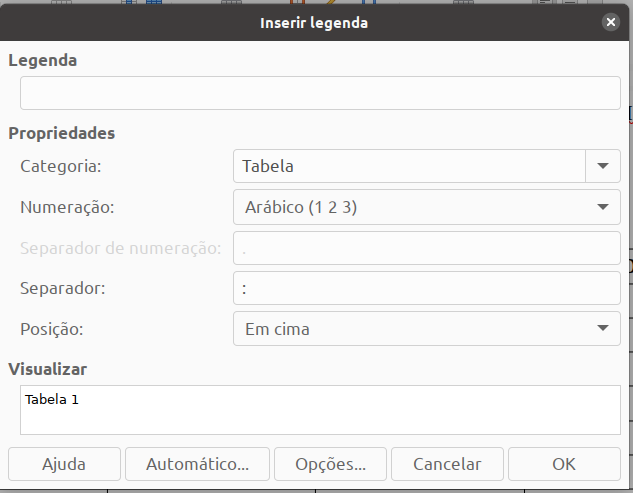 Inserir legenda
Legenda
Propriedades
Categoria: Tabela
Numeração: Arábico (1 2 3)
Separador de numeração: .
Separador: :
Posição: Em cima
Visualizar
Tabela 1
Ajuda Automático... Opções... Cancelar OK